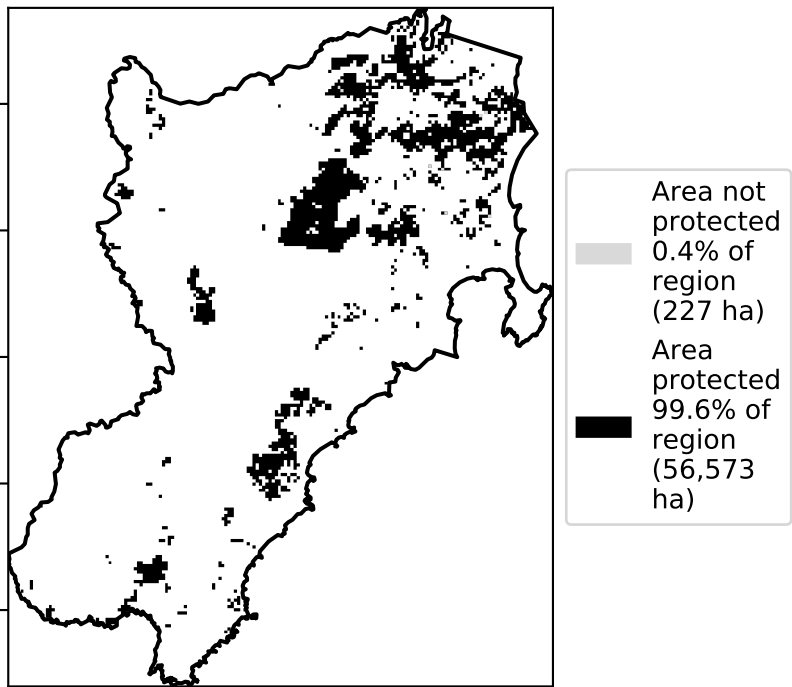 Area not
protected
0.4% of
region
(227 ha)
Area
protected
99.6% of
region
(56,573
ha)